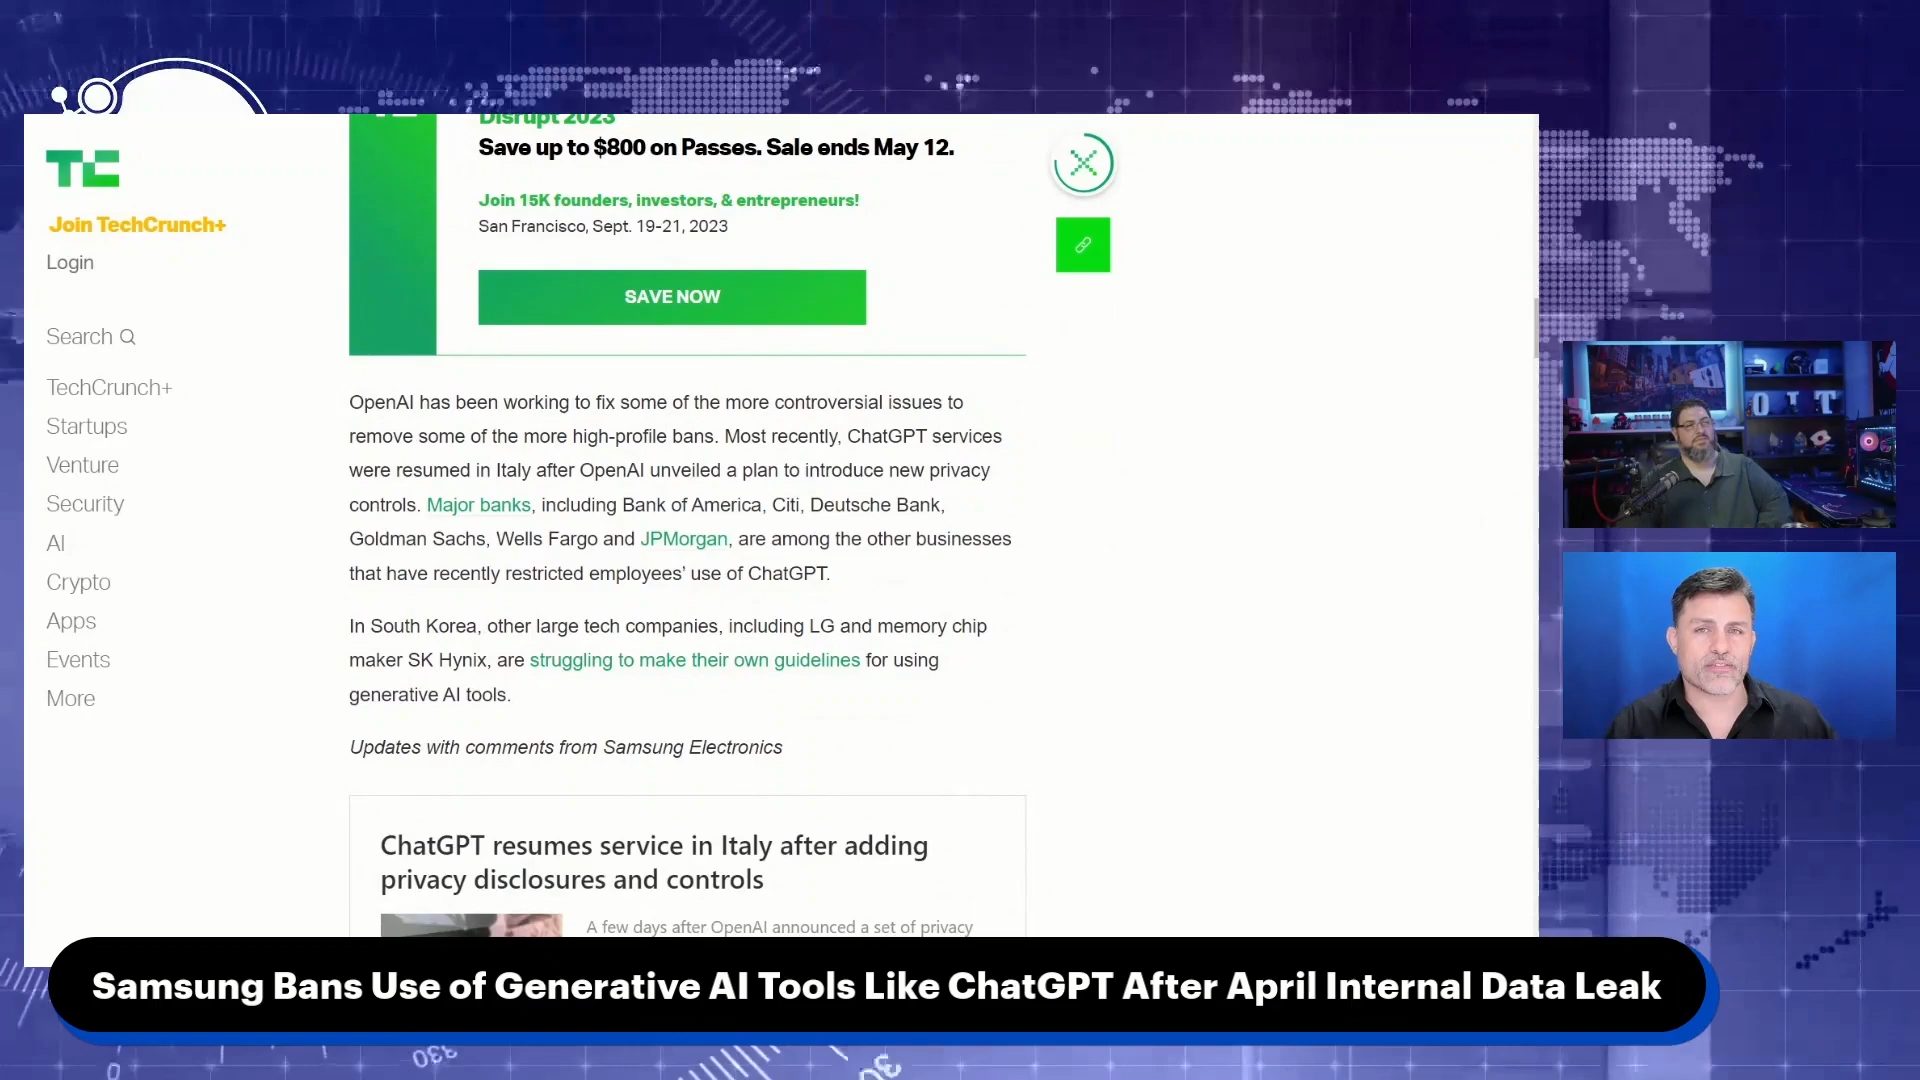 Disrupt 2023
Save up to $800 on Passes. Sale ends May 12.
Join 15K founders, investors, & entrepreneurs!
San Francisco, Sept. 19-21, 2023
SAVE NOW
TC
Join TechCrunch+
Login
Search
TechCrunch+
Startups
Venture
Security
AI
Crypto
Apps
Events
More
OpenAI has been working to fix some of the more controversial issues to
remove some of the more high-profile bans. Most recently, ChatGPT services
were resumed in Italy after OpenAI unveiled a plan to introduce new privacy
controls. Major banks, including Bank of America, Citi, Deutsche Bank,
Goldman Sachs, Wells Fargo and JPMorgan, are among the other businesses
that have recently restricted employees’ use of ChatGPT.
In South Korea, other large tech companies, including LG and memory chip
maker SK Hynix, are struggling to make their own guidelines for using
generative AI tools.
Updates with comments from Samsung Electronics
ChatGPT resumes service in Italy after adding
privacy disclosures and controls
A few days after OpenAI announced a set of privacy
OIT
Samsung Bans Use of Generative AI Tools Like ChatGPT After April Internal Data Leak
330
0